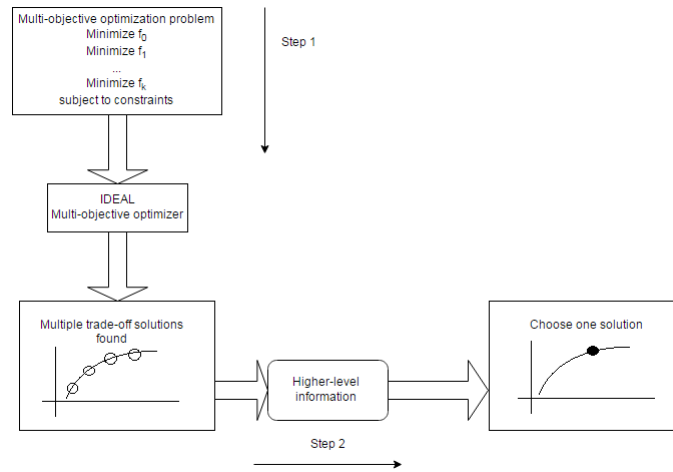 Multi-objective optimization problem
Minimize f0
Minimize f1
...
Minimize fk
subject to constraints
Step 1
IDEAL
Multi-objective optimizer
Multiple trade-off solutions
found
Higher-level
information
Choose one solution
Step 2